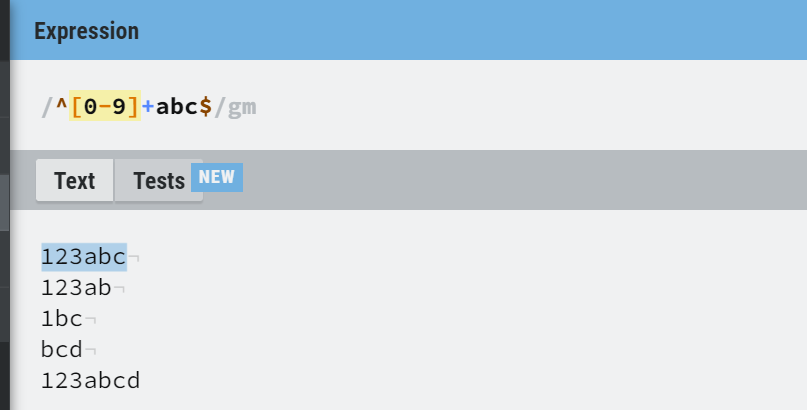 Expression
/^[0-9]+abc$/gm
Text Tests NEW
123abc¬
123ab¬
1bc¬
bcd¬
123abcd